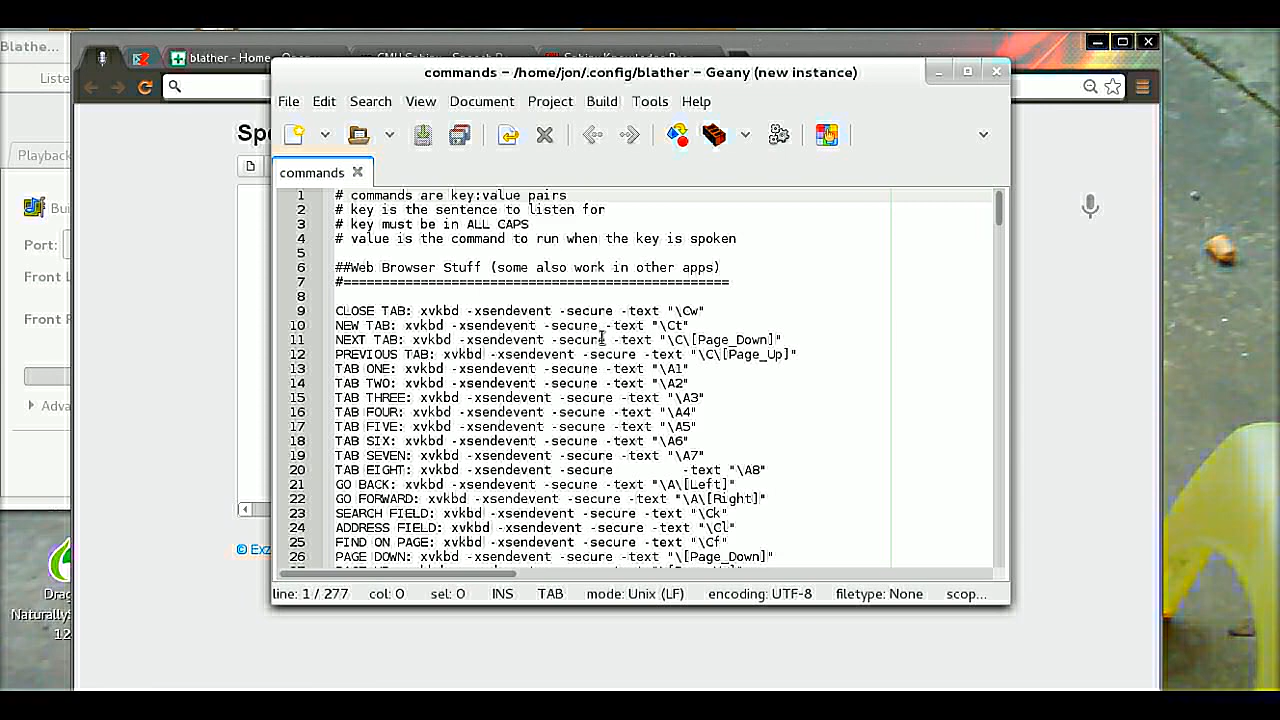 Blathe...
Liste
blather - Home
Spe
Playback
Bui
Port:
Front L
Front R
Adva
© Exz
Drag
Naturally
12
commands – /home/jon/.config/blather – Geany (new instance)
File Edit Search View Document Project Build Tools Help
commands
1 # commands are key:value pairs
2 # key is the sentence to listen for
3 # key must be in ALL CAPS
4 # value is the command to run when the key is spoken
5
6 ##Web Browser Stuff (some also work in other apps)
7 #==================================================
8
9 CLOSE TAB: xvkbd -xsendevent -secure -text "\Cw"
10 NEW TAB: xvkbd -xsendevent -secure -text "\Ct"
11 NEXT TAB: xvkbd -xsendevent -secure -text "\C\[Page_Down]"
12 PREVIOUS TAB: xvkbd -xsendevent -secure -text "\C\[Page_Up]"
13 TAB ONE: xvkbd -xsendevent -secure -text "\A1"
14 TAB TWO: xvkbd -xsendevent -secure -text "\A2"
15 TAB THREE: xvkbd -xsendevent -secure -text "\A3"
16 TAB FOUR: xvkbd -xsendevent -secure -text "\A4"
17 TAB FIVE: xvkbd -xsendevent -secure -text "\A5"
18 TAB SIX: xvkbd -xsendevent -secure -text "\A6"
19 TAB SEVEN: xvkbd -xsendevent -secure -text "\A7"
20 TAB EIGHT: xvkbd -xsendevent -secure         -text "\A8"
21 GO BACK: xvkbd -xsendevent -secure -text "\A\[Left]"
22 GO FORWARD: xvkbd -xsendevent -secure -text "\A\[Right]"
23 SEARCH FIELD: xvkbd -xsendevent -secure -text "\Ck"
24 ADDRESS FIELD: xvkbd -xsendevent -secure -text "\Cl"
25 FIND ON PAGE: xvkbd -xsendevent -secure -text "\Cf"
26 PAGE DOWN: xvkbd -xsendevent -secure -text "\[Page_Down]"
line: 1 / 277 col: 0 sel: 0 INS TAB mode: Unix (LF) encoding: UTF-8 filetype: None scop...